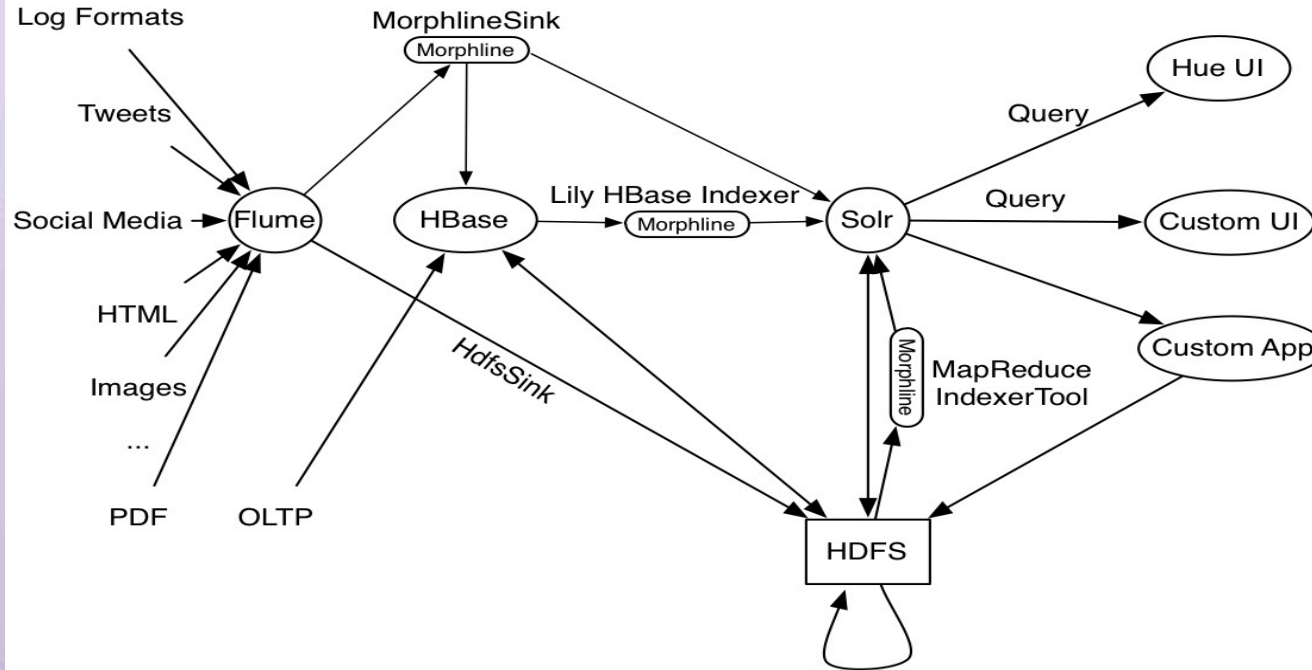 Log Formats
MorphlineSink
Morphline
Hue UI
Tweets
Query
Social Media
Flume
HBase
Lily HBase Indexer
Morphline
Solr
Query
Custom UI
HTML
HdfsSink
Morphline
MapReduce
IndexerTool
Custom App
Images
...
PDF
OLTP
HDFS